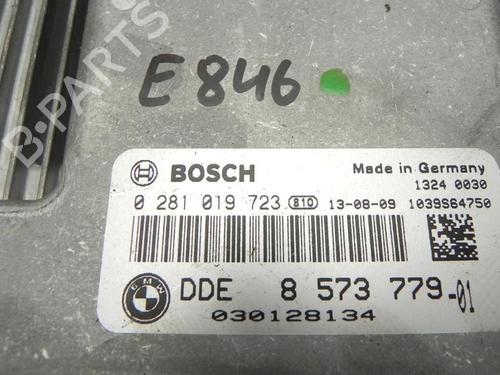 E846
B-PARTS
BOSCH
Made in Germany
1324 0030
0 281 019 723 810 13-08-09 1039S64750
BMW
DDE 8 573 779-01
030128134